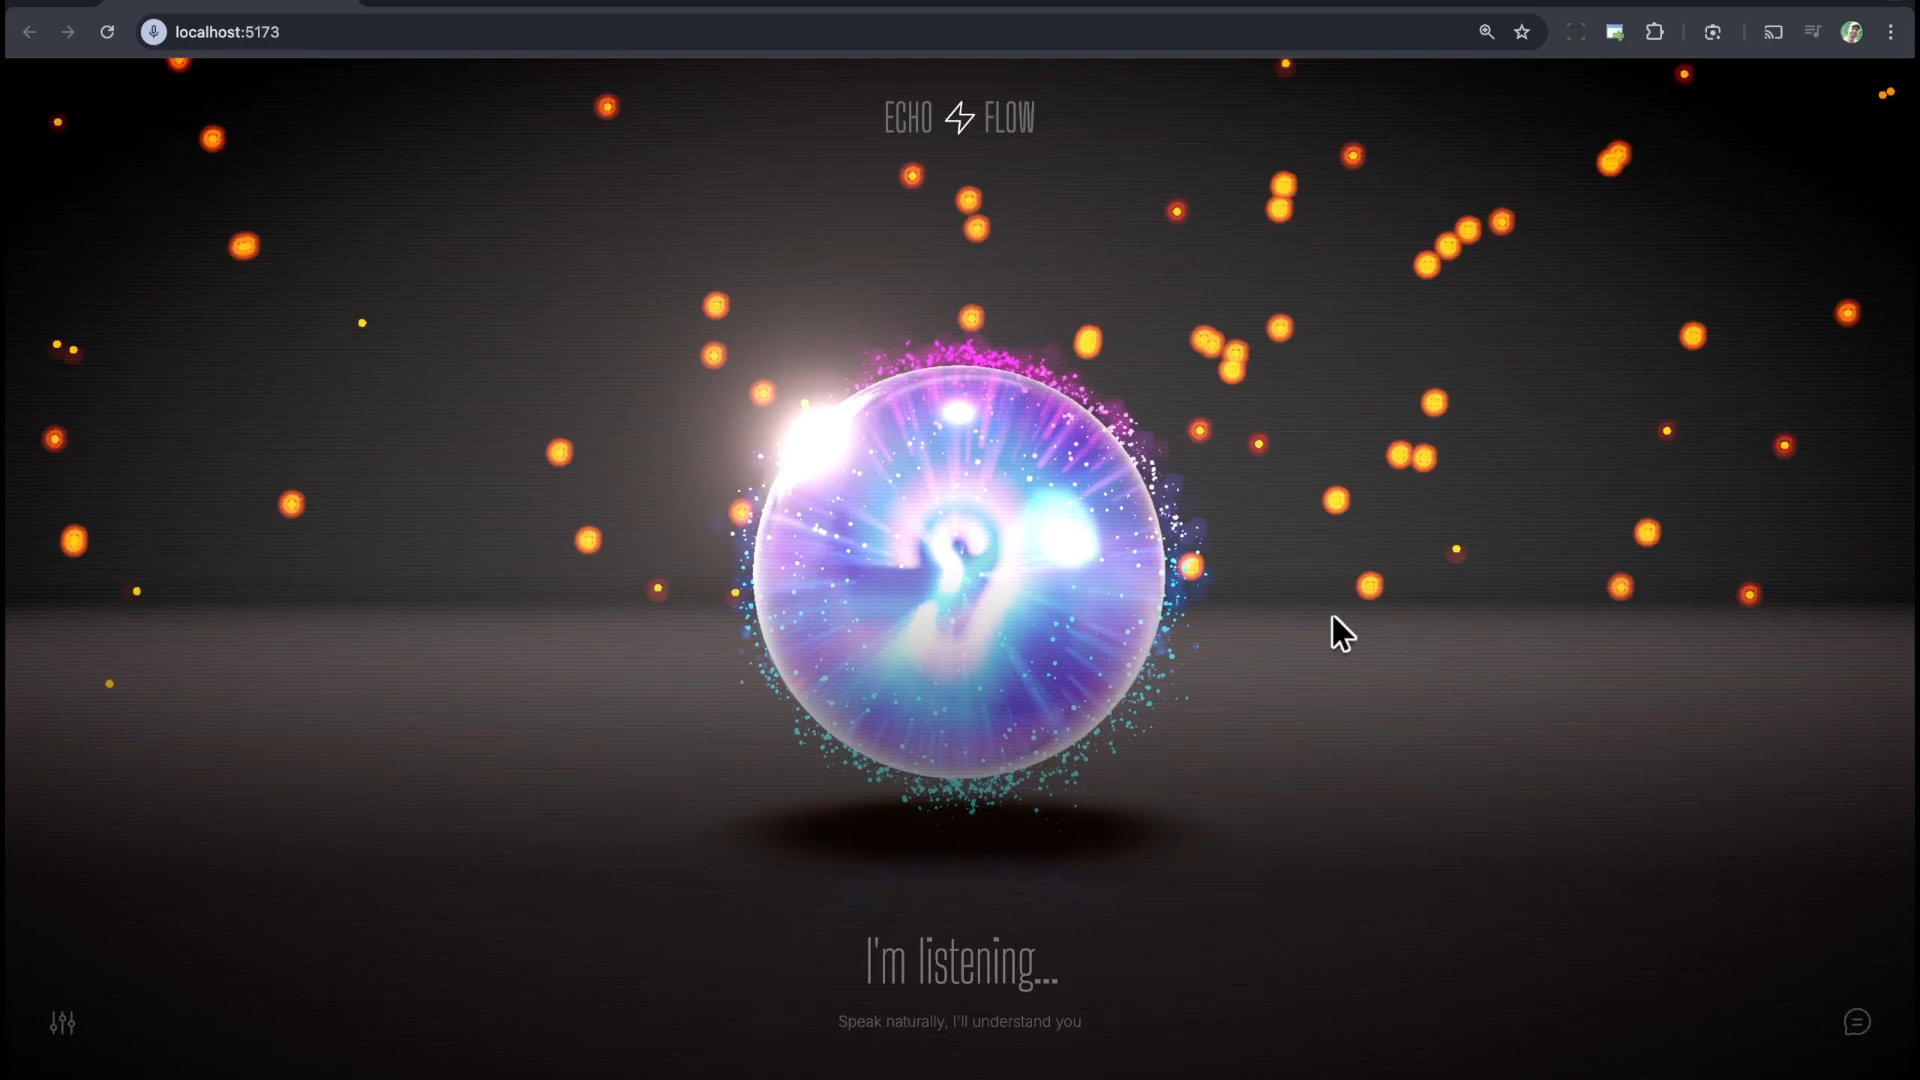 localhost:5173
ECHO FLOW
I'm listening...
Speak naturally, I'll understand you